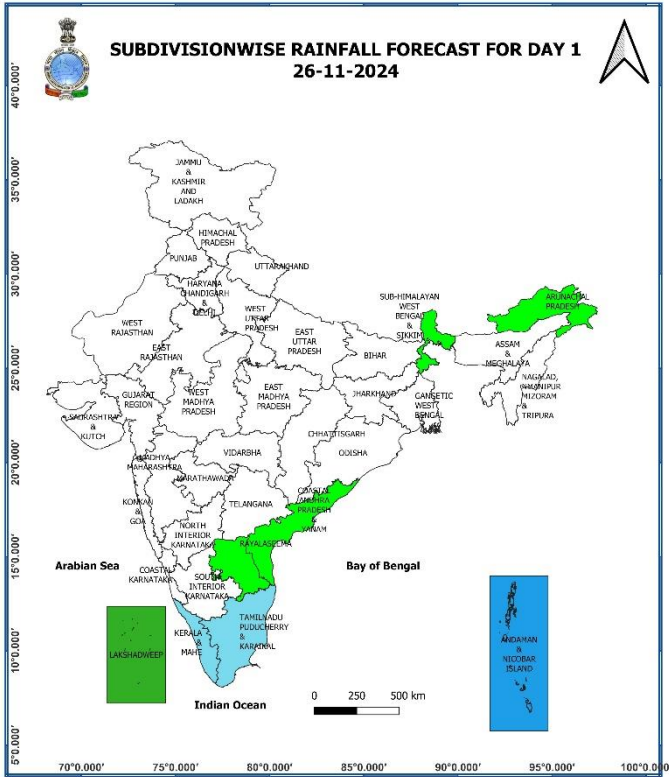 SUBDIVISIONWISE RAINFALL FORECAST FOR DAY 1
26-11-2024
40°0.000'
35°0.000'
30°0.000'
25°0.000'
20°0.000'
15°0.000'
10°0.000'
5°0.000'
JAMMU
&
KASHMIR
AND
LADAKH
HIMACHAL
PRADESH
PUNJAB
UTTARAKHAND
HARYANA
CHANDIGARH
&
DELHI
WEST
UTTAR
PRADESH
EAST
UTTAR
PRADESH
WEST
RAJASTHAN
EAST
RAJASTHAN
SUB-HIMALAYAN
WEST
BENGAL
&
SIKKIM
ARUNACHAL
PRADESH
ASSAM
&
MEGHALAYA
NAGALAD,
MANIPUR
MIZORAM
&
TRIPURA
BIHAR
JHARKHAND
GANGSETIC
WEST
BENGAL
GUJARAT
REGION
SAURASHTRA
&
KUTCH
WEST
MADHYA
PRADESH
EAST
MADHYA
PRADESH
CHHATTISGARH
ODISHA
VIDARBHA
MADHYA
MAHARASHTRA
MARATHAWADA
KONKAN
&
GOA
TELANGANA
COASTAL
ANDHRA
PRADESH
&
YANAM
NORTH
INTERIOR
KARNATAKA
RAYALASEEMA
COASTAL
KARNATAKA
SOUTH
INTERIOR
KARNATAKA
Arabian Sea
Bay of Bengal
KERALA
&
MAHE
TAMILNADU
PUDUCHERRY
&
KARAIKAL
LAKSHADWEEP
ANDAMAN
&
NICOBAR
ISLAND
Indian Ocean
0 250 500 km
70°0.000' 75°0.000' 80°0.000' 85°0.000' 90°0.000' 95°0.000' 100°0.000'